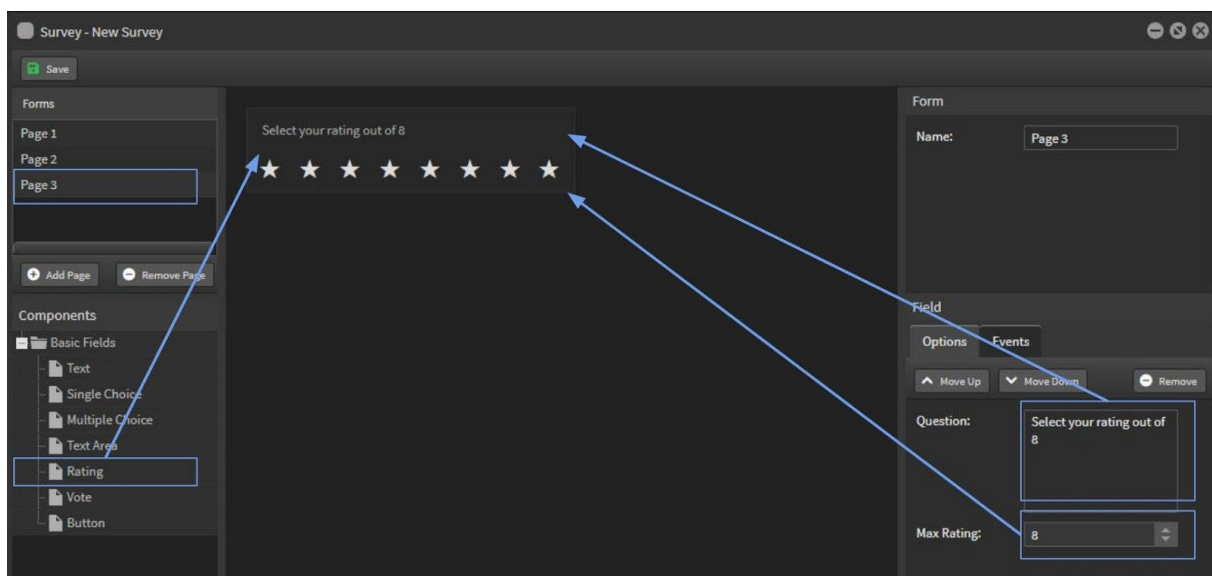 Survey - New Survey
Save
Forms
Page 1
Page 2
Page 3
Add Page
Remove Page
Components
Basic Fields
Text
Single Choice
Multiple Choice
Text Area
Rating
Vote
Button
Select your rating out of 8
Form
Name:
Page 3
Field
Options
Events
Move Up
Move Down
Remove
Question:
Select your rating out of
8
Max Rating:
8